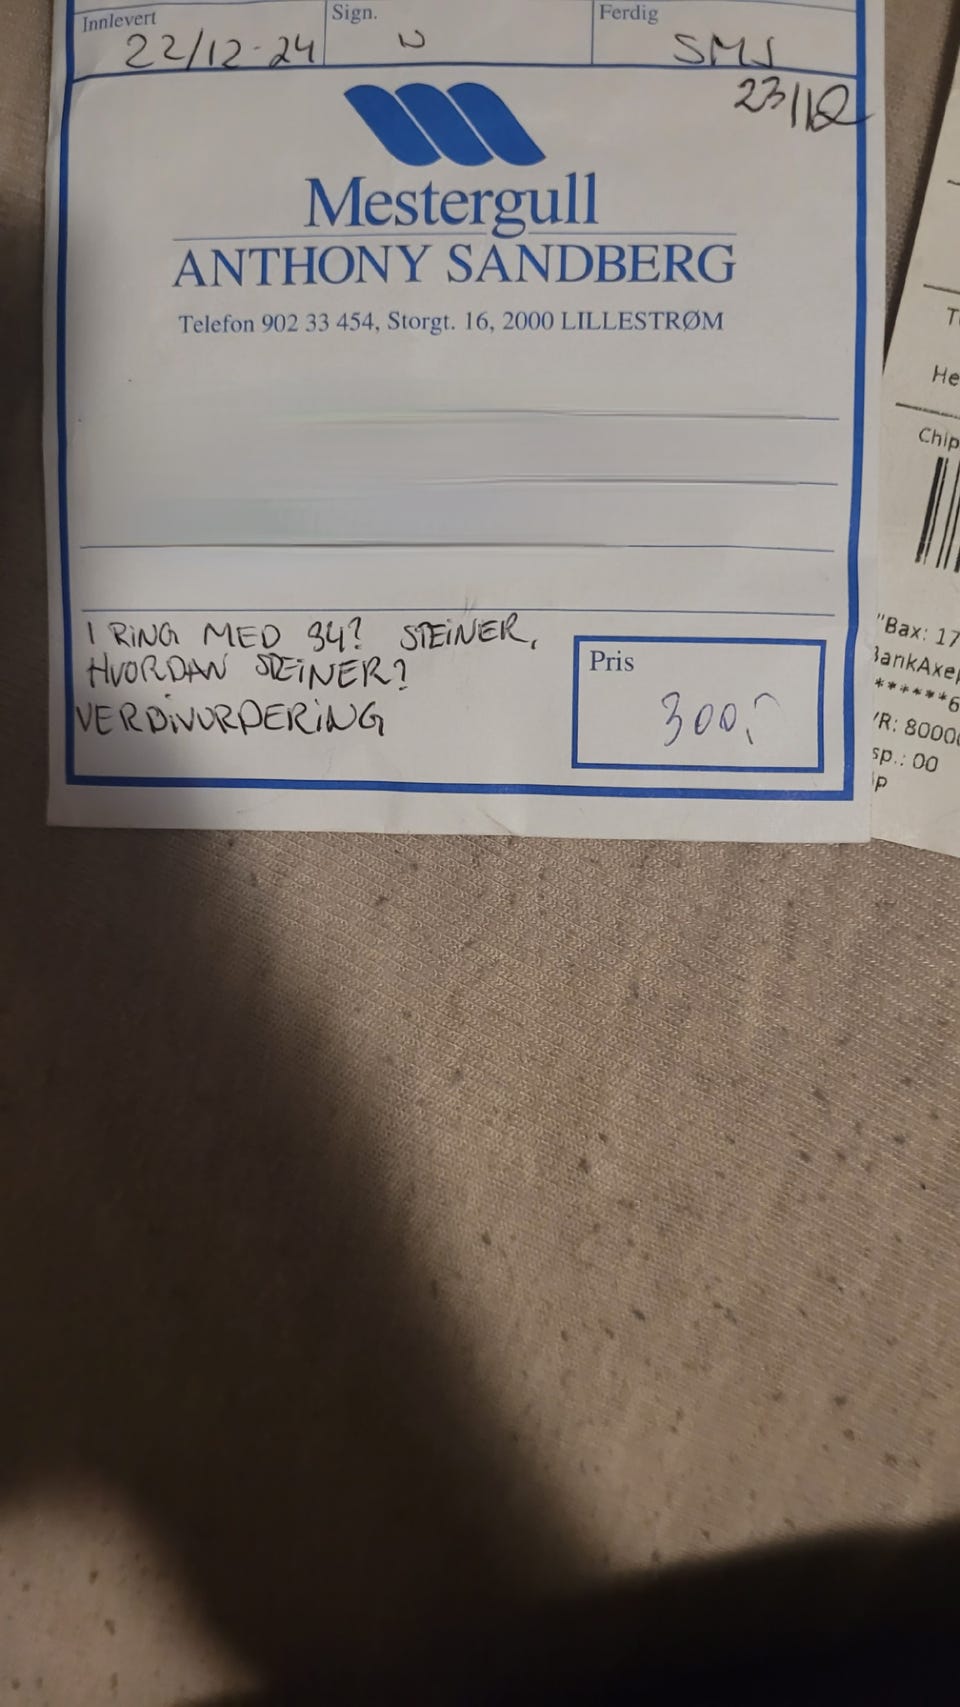 Innlevert Sign. Ferdig
22/12-24 SMS
23/12
Mestergull
ANTHONY SANDBERG
Telefon 902 33 454, Storgt. 16, 2000 LILLESTRØM
1 RING MED 34? STEINER,
HVORDAN STEINER?
VERDIVURDERING
Pris
300,-
He
Chip
"Bax: 17
BankAxe
******6
sp.: 00